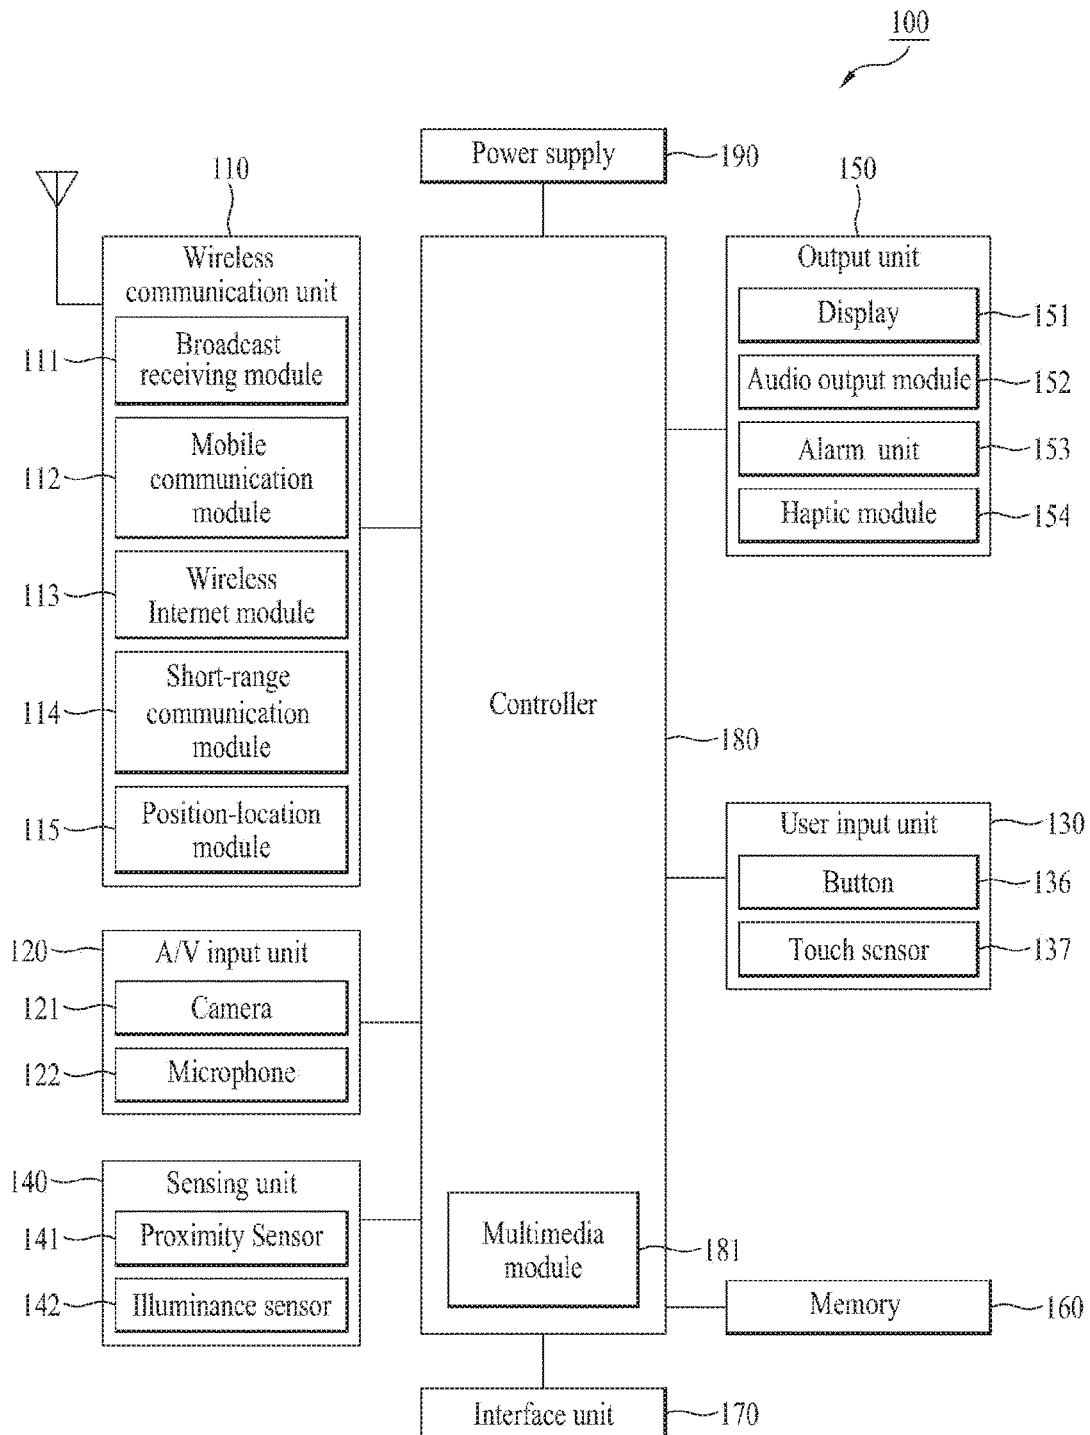 100
Power supply
190
110
Wireless
communication unit
111
Broadcast
receiving module
112
Mobile
communication
module
113
Wireless
Internet module
114
Short-range
communication
module
115
Position-location
module
120
A/V input unit
121
Camera
122
Microphone
140
Sensing unit
141
Proximity Sensor
142
Illuminance sensor
Controller
180
Multimedia
module
181
150
Output unit
Display
151
Audio output module
152
Alarm unit
153
Haptic module
154
User input unit
130
Button
136
Touch sensor
137
Memory
160
Interface unit
170